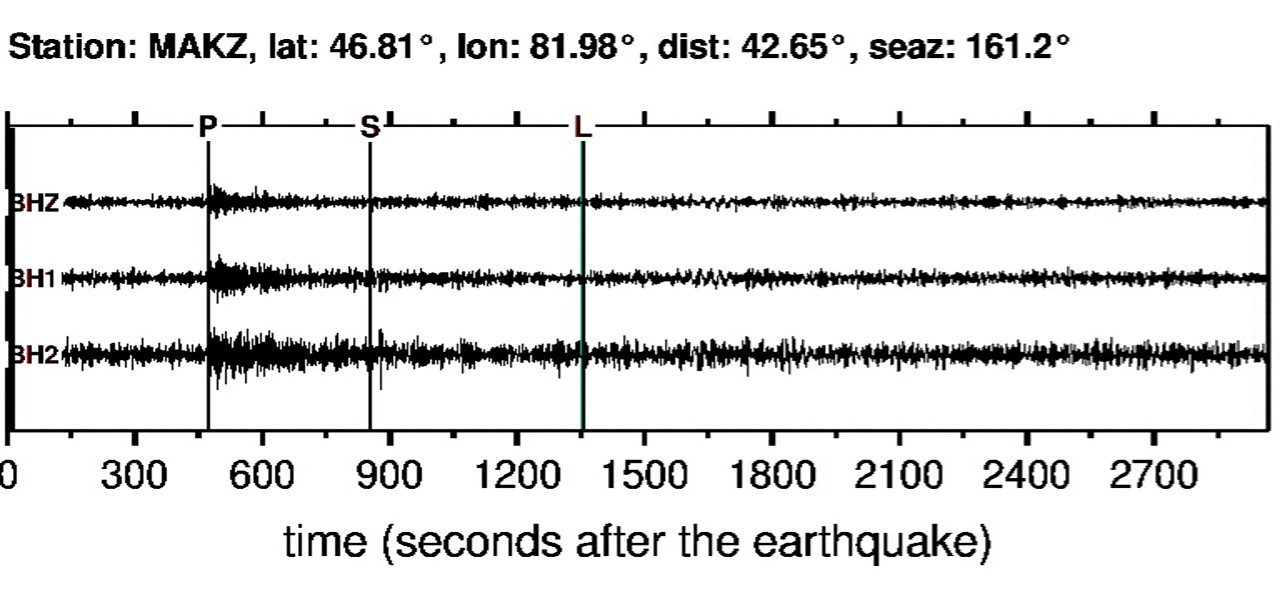 Station: MAKZ, lat: 46.81°, lon: 81.98°, dist: 42.65°, seaz: 161.2°
P S L
BHZ
BH1
BH2
0 300 600 900 1200 1500 1800 2100 2400 2700
time (seconds after the earthquake)